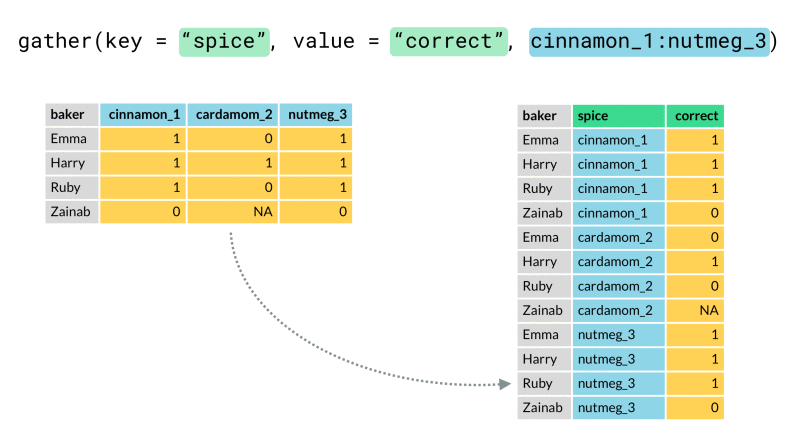 gather(key = “spice”, value = “correct”, cinnamon_1:nutmeg_3)
baker cinnamon_1 cardamom_2 nutmeg_3
Emma 1 0 1
Harry 1 1 1
Ruby 1 0 1
Zainab 0 NA 0
baker spice correct
Emma cinnamon_1 1
Harry cinnamon_1 1
Ruby cinnamon_1 1
Zainab cinnamon_1 0
Emma cardamom_2 0
Harry cardamom_2 1
Ruby cardamom_2 0
Zainab cardamom_2 NA
Emma nutmeg_3 1
Harry nutmeg_3 1
Ruby nutmeg_3 1
Zainab nutmeg_3 0